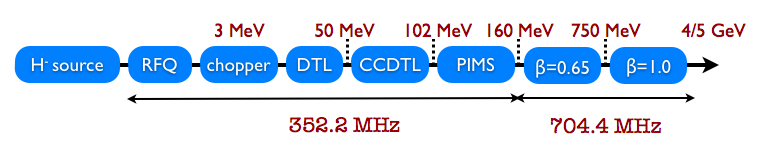 3 MeV 50 MeV 102 MeV 160 MeV 750 MeV 4/5 GeV
H- source RFQ chopper DTL CCDTL PIMS β=0.65 β=1.0
352.2 MHz 704.4 MHz